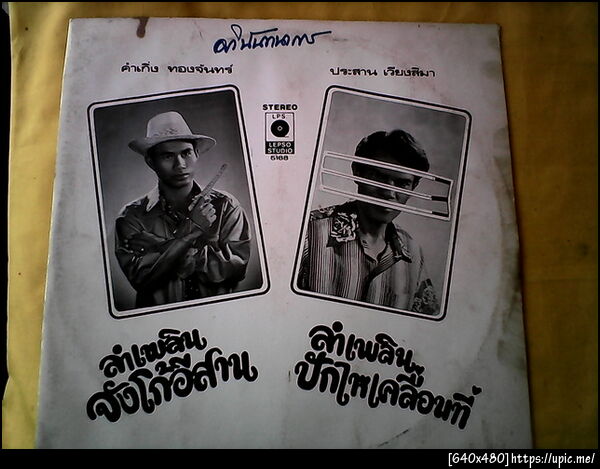 คำเกิ่ง ทองจันทร์
ประสาน เวียงสิมา
STEREO
LPS
LEPSO
STUDIO
5168
ลำเพลิน
จังโก้อีสาน
ลำเพลิน
ปักไหเคลื่อนที่
[640x480]https://upic.me/